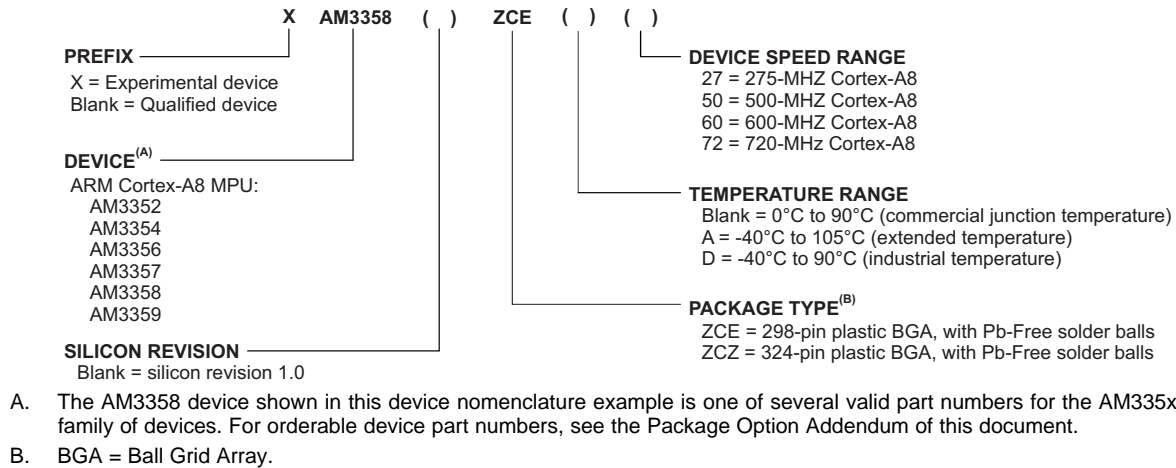 X AM3358 ( ) ZCE ( ) ( )
PREFIX
X = Experimental device
Blank = Qualified device
DEVICE(A)
ARM Cortex-A8 MPU:
AM3352
AM3354
AM3356
AM3357
AM3358
AM3359
SILICON REVISION
Blank = silicon revision 1.0
DEVICE SPEED RANGE
27 = 275-MHZ Cortex-A8
50 = 500-MHZ Cortex-A8
60 = 600-MHZ Cortex-A8
72 = 720-MHz Cortex-A8
TEMPERATURE RANGE
Blank = 0°C to 90°C (commercial junction temperature)
A = -40°C to 105°C (extended temperature)
D = -40°C to 90°C (industrial temperature)
PACKAGE TYPE(B)
ZCE = 298-pin plastic BGA, with Pb-Free solder balls
ZCZ = 324-pin plastic BGA, with Pb-Free solder balls
A. The AM3358 device shown in this device nomenclature example is one of several valid part numbers for the AM335x
family of devices. For orderable device part numbers, see the Package Option Addendum of this document.
B. BGA = Ball Grid Array.